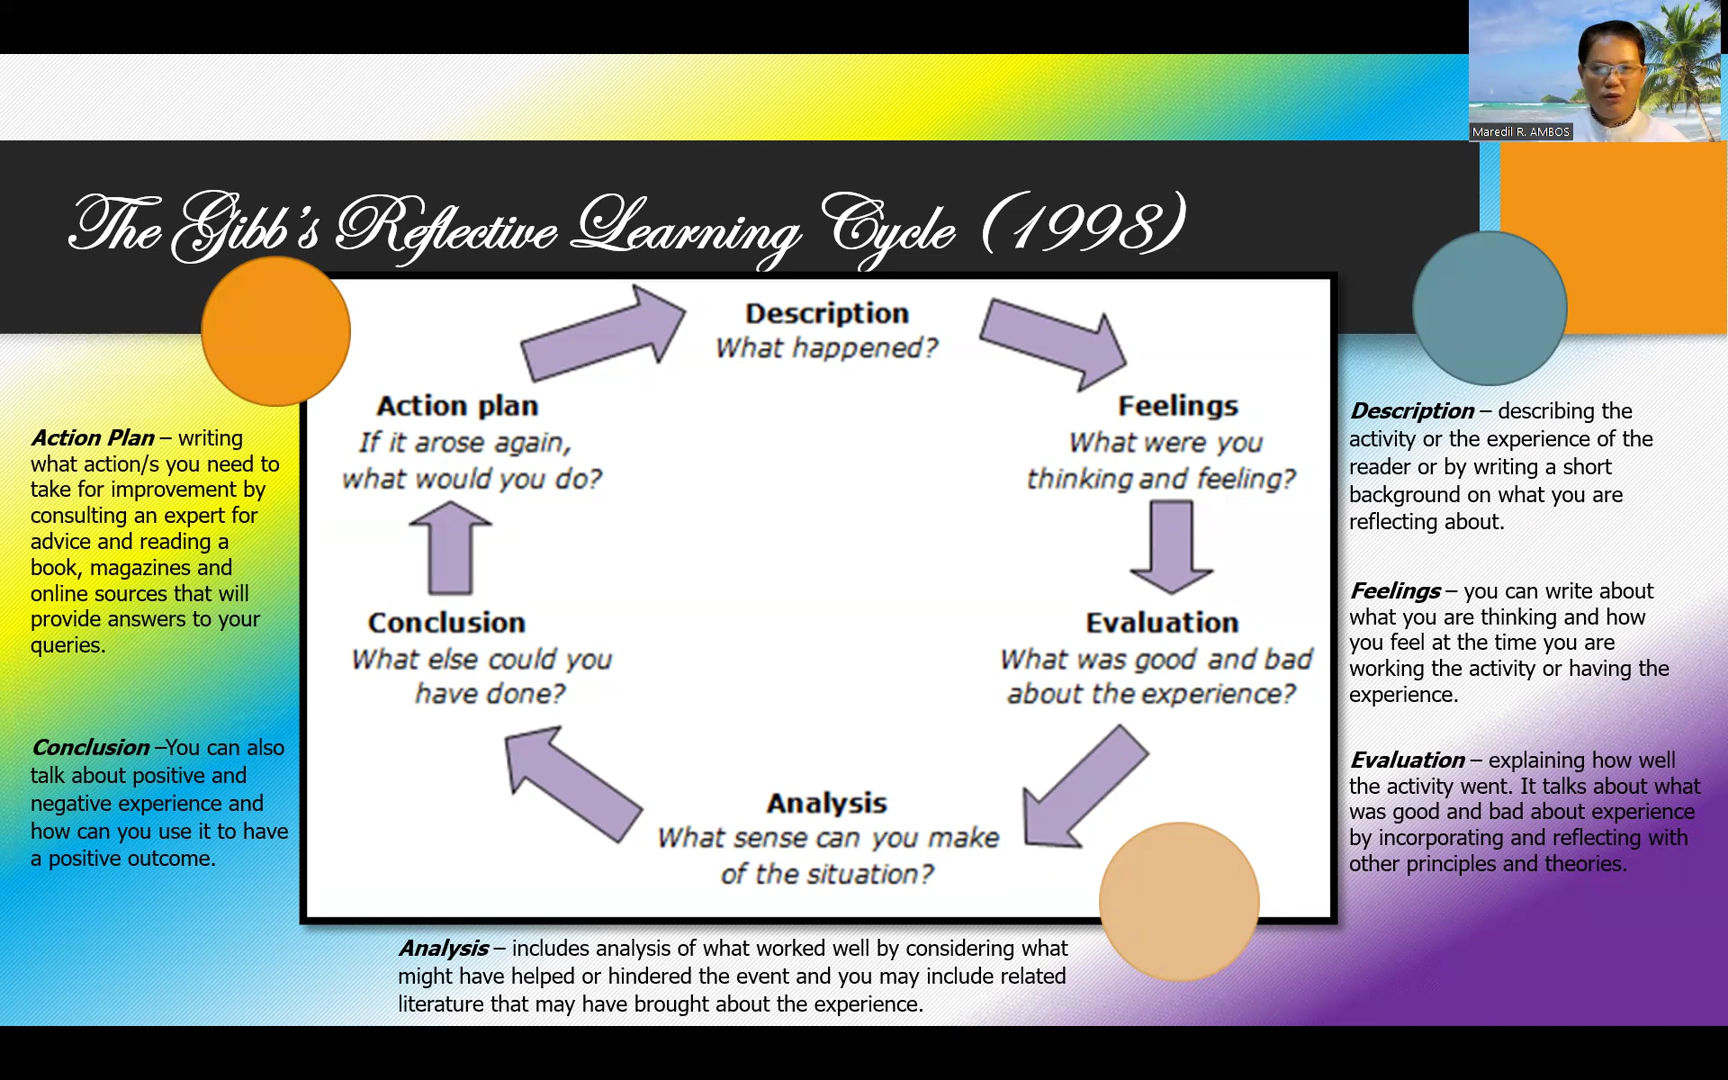 Maredil R. AMBOS
The Gibb's Reflective Learning Cycle (1998)
Description
What happened?
Feelings
What were you
thinking and feeling?
Evaluation
What was good and bad
about the experience?
Analysis
What sense can you make
of the situation?
Conclusion
What else could you
have done?
Action plan
If it arose again,
what would you do?
Action Plan – writing
what action/s you need to
take for improvement by
consulting an expert for
advice and reading a
book, magazines and
online sources that will
provide answers to your
queries.
Conclusion –You can also
talk about positive and
negative experience and
how can you use it to have
a positive outcome.
Description – describing the
activity or the experience of the
reader or by writing a short
background on what you are
reflecting about.
Feelings – you can write about
what you are thinking and how
you feel at the time you are
working the activity or having the
experience.
Evaluation – explaining how well
the activity went. It talks about what
was good and bad about experience
by incorporating and reflecting with
other principles and theories.
Analysis – includes analysis of what worked well by considering what
might have helped or hindered the event and you may include related
literature that may have brought about the experience.